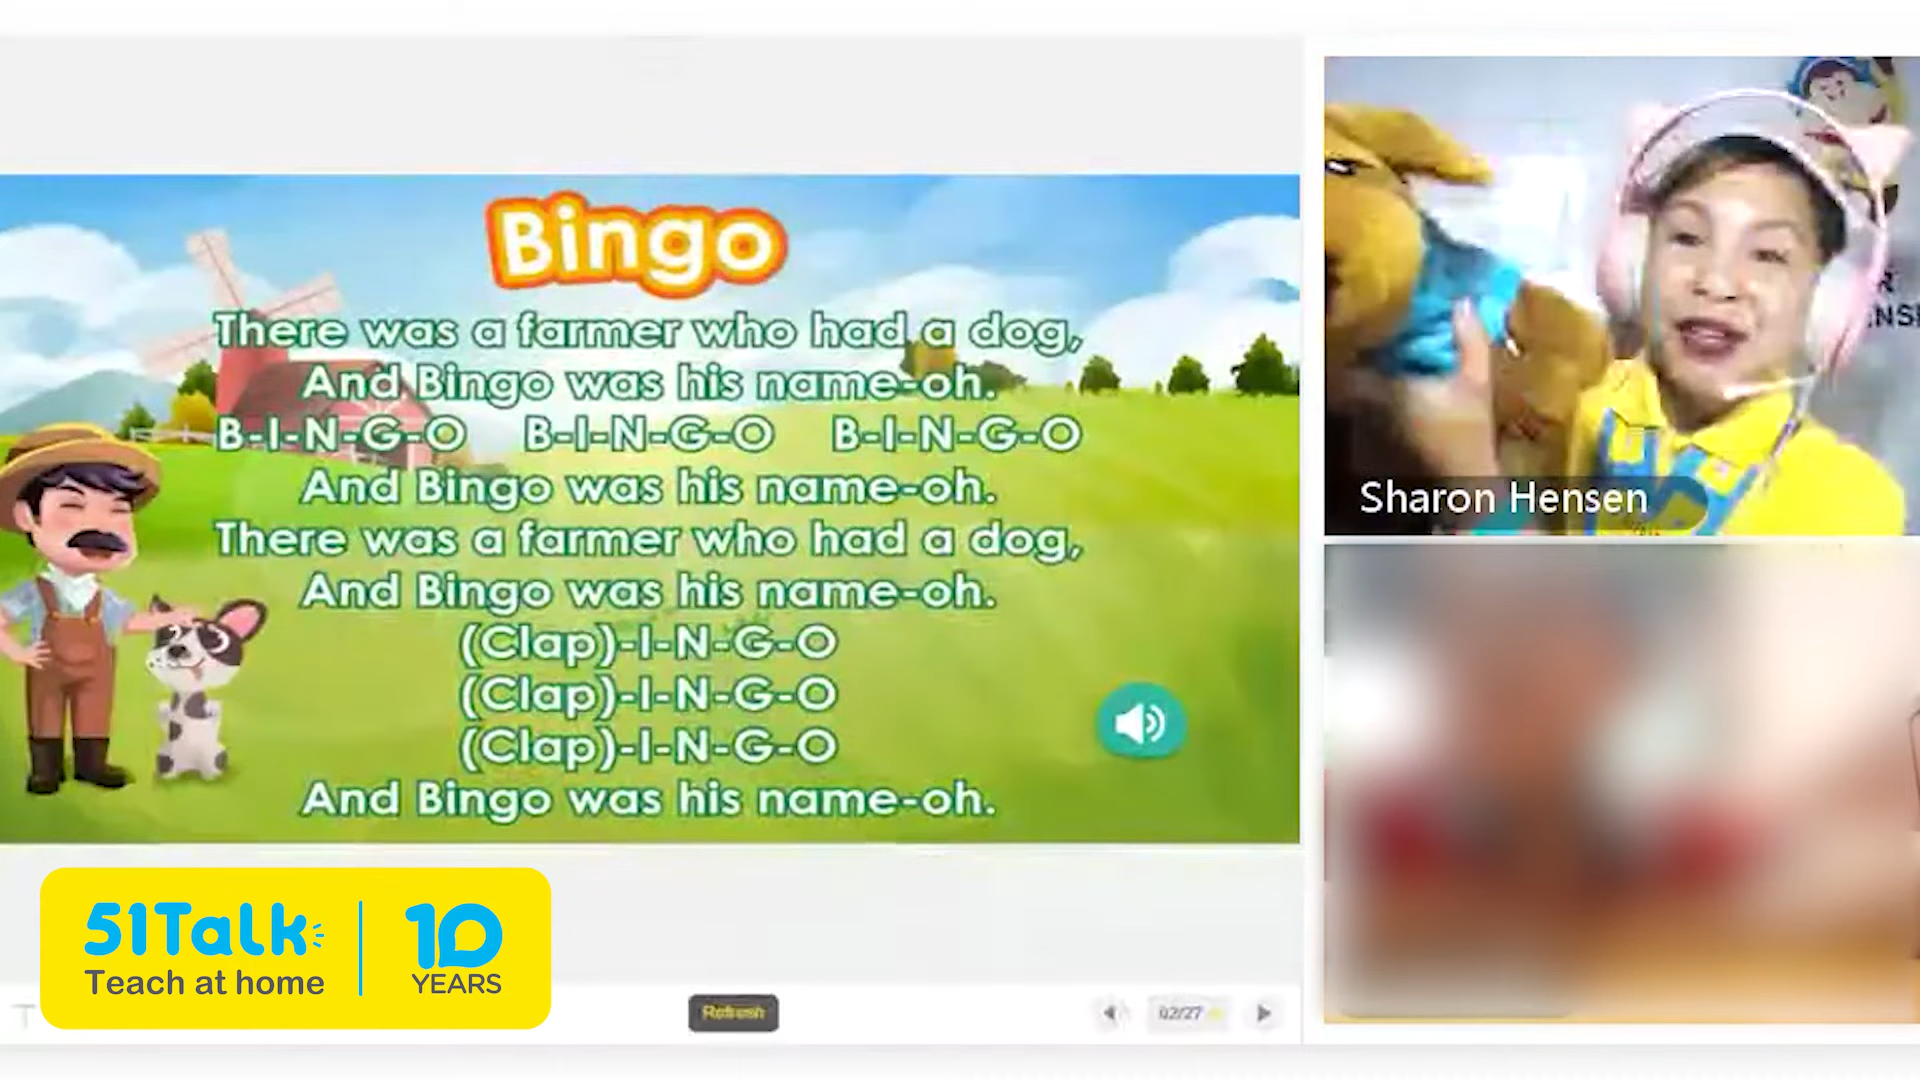 Bingo
There was a farmer who had a dog,
And Bingo was his name-oh.
B-I-N-G-O B-I-N-G-O B-I-N-G-O
And Bingo was his name-oh.
There was a farmer who had a dog,
And Bingo was his name-oh.
(Clap)-I-N-G-O
(Clap)-I-N-G-O
(Clap)-I-N-G-O
And Bingo was his name-oh.
Sharon Hensen
51Talk
Teach at home
10
YEARS
Refresh
02/27